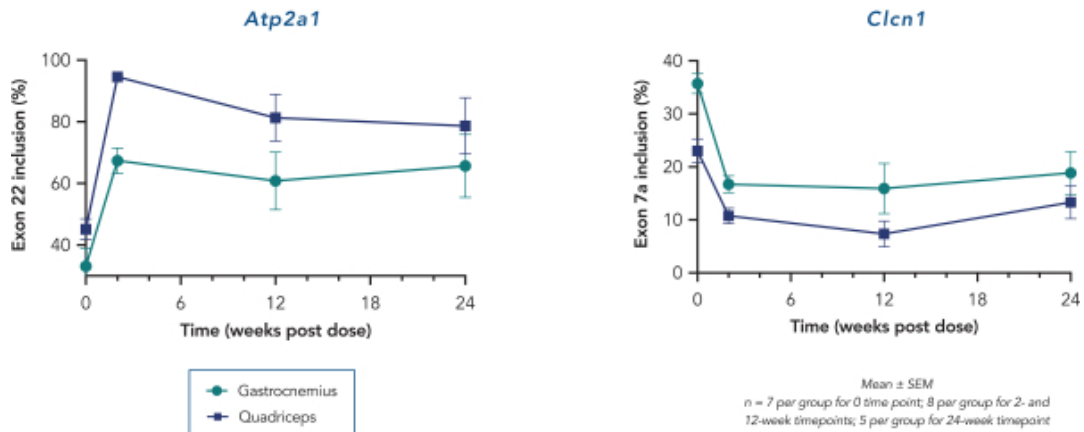 Atp2a1
Exon 22 inclusion (%)
100
80
60
40
0
6
12
18
24
Time (weeks post dose)
Gastrocnemius
Quadriceps
Clcn1
Exon 7a inclusion (%)
40
30
20
10
0
0
6
12
18
24
Time (weeks post dose)
Mean ± SEM
n = 7 per group for 0 time point; 8 per group for 2- and
12-week timepoints; 5 per group for 24-week timepoint